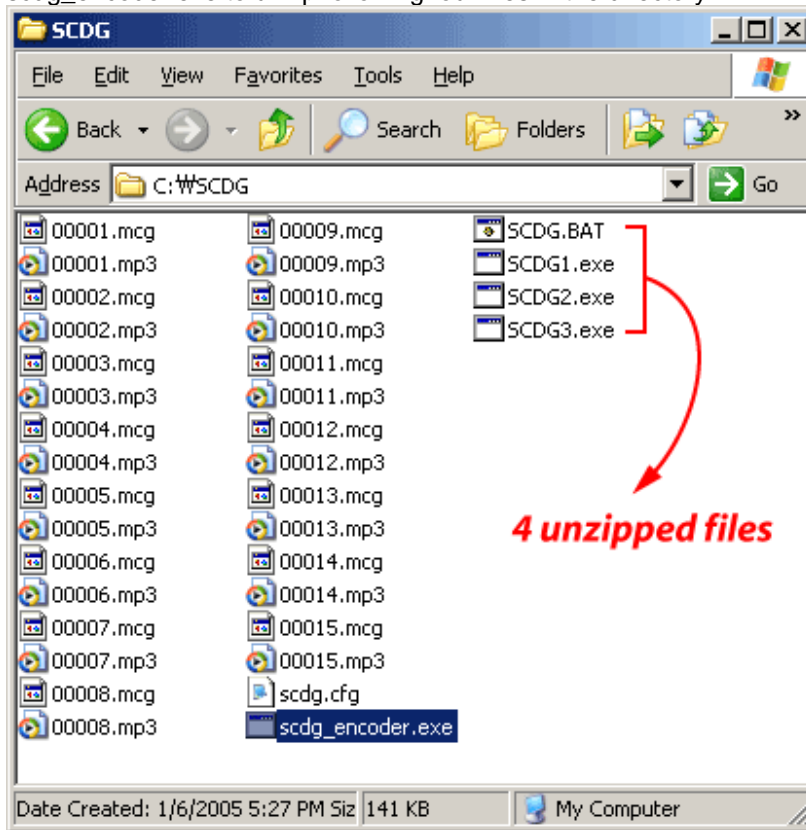 SCDG
File Edit View Favorites Tools Help
Back Search Folders »
Address C:₩SCDG Go
00001.mcg
00001.mp3
00002.mcg
00002.mp3
00003.mcg
00003.mp3
00004.mcg
00004.mp3
00005.mcg
00005.mp3
00006.mcg
00006.mp3
00007.mcg
00007.mp3
00008.mcg
00008.mp3
00009.mcg
00009.mp3
00010.mcg
00010.mp3
00011.mcg
00011.mp3
00012.mcg
00012.mp3
00013.mcg
00013.mp3
00014.mcg
00014.mp3
00015.mcg
00015.mp3
scdg.cfg
scdg_encoder.exe
SCDG.BAT
SCDG1.exe
SCDG2.exe
SCDG3.exe
4 unzipped files
Date Created: 1/6/2005 5:27 PM Siz 141 KB My Computer